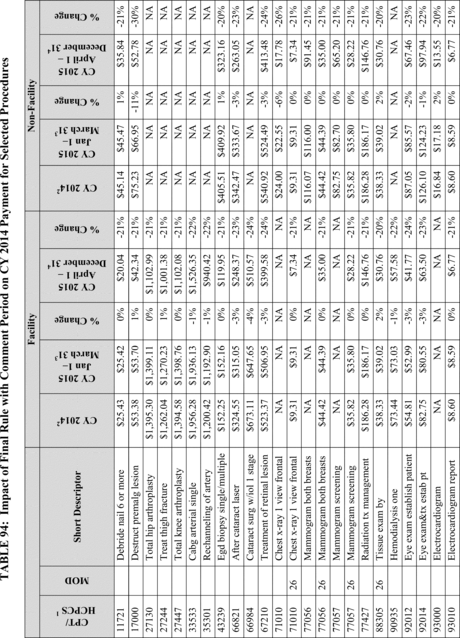 TABLE 94: Impact of Final Rule with Comment Period on CY 2014 Payment for Selected Procedures
Facility Non-Facility
CPT/ HCPCS ¹ MOD Short Descriptor CY 2014² CY 2015 Jan 1– March 31³ % Change CY 2015 April 1 – December 31⁴ % Change CY 2014² CY 2015 Jan 1– March 31³ % Change CY 2015 April 1 – December 31⁴ % Change
11721 Debride nail 6 or more $25.43 $25.42 0% $20.04 -21% $45.14 $45.47 1% $35.84 -21%
17000 Destruct premalg lesion $53.38 $53.70 1% $42.34 -21% $75.23 $66.95 -11% $52.78 -30%
27130 Total hip arthroplasty $1,395.30 $1,399.11 0% $1,102.99 -21% NA NA NA NA NA
27244 Treat thigh fracture $1,262.04 $1,270.23 1% $1,001.38 -21% NA NA NA NA NA
27447 Total knee arthroplasty $1,394.58 $1,398.76 0% $1,102.08 -21% NA NA NA NA NA
33533 Cabg arterial single $1,956.28 $1,936.13 -1% $1,526.35 -22% NA NA NA NA NA
35301 Rechanneling of artery $1,200.42 $1,192.90 -1% $940.42 -22% NA NA NA NA NA
43239 Egd biopsy single/multiple $152.25 $152.16 0% $119.95 -21% $405.51 $409.92 1% $323.16 -20%
66821 After cataract laser $324.55 $315.05 -3% $248.37 -23% $342.47 $333.67 -3% $263.05 -23%
66984 Cataract surg w/iol 1 stage $673.11 $647.65 -4% $510.57 -24% NA NA NA NA NA
67210 Treatment of retinal lesion $523.37 $506.95 -3% $399.58 -24% $540.92 $524.49 -3% $413.48 -24%
71010 Chest x-ray 1 view frontal NA NA NA NA NA $24.00 $22.55 -6% $17.78 -26%
71010 26 Chest x-ray 1 view frontal $9.31 $9.31 0% $7.34 -21% $9.31 $9.31 0% $7.34 -21%
77056 Mammogram both breasts NA NA NA NA NA $116.07 $116.00 0% $91.45 -21%
77056 26 Mammogram both breasts $44.42 $44.39 0% $35.00 -21% $44.42 $44.39 0% $35.00 -21%
77057 Mammogram screening NA NA NA NA NA $82.75 $82.70 0% $65.20 -21%
77057 26 Mammogram screening $35.82 $35.80 0% $28.22 -21% $35.82 $35.80 0% $28.22 -21%
77427 Radiation tx management $186.28 $186.17 0% $146.76 -21% $186.28 $186.17 0% $146.76 -21%
88305 26 Tissue exam by $38.33 $39.02 2% $30.76 -20% $38.33 $39.02 2% $30.76 -20%
90935 Hemodialysis one $73.44 $73.03 -1% $57.58 -22% NA NA NA NA NA
92012 Eye exam establish patient $54.81 $52.99 -3% $41.77 -24% $87.05 $85.57 -2% $67.46 -23%
92014 Eye exam&tx estab pt $82.75 $80.55 -3% $63.50 -23% $126.10 $124.23 -1% $97.94 -22%
93000 Electrocardiogram NA NA NA NA NA $16.84 $17.18 2% $13.55 -20%
93010 Electrocardiogram report $8.60 $8.59 0% $6.77 -21% $8.60 $8.59 0% $6.77 -21%